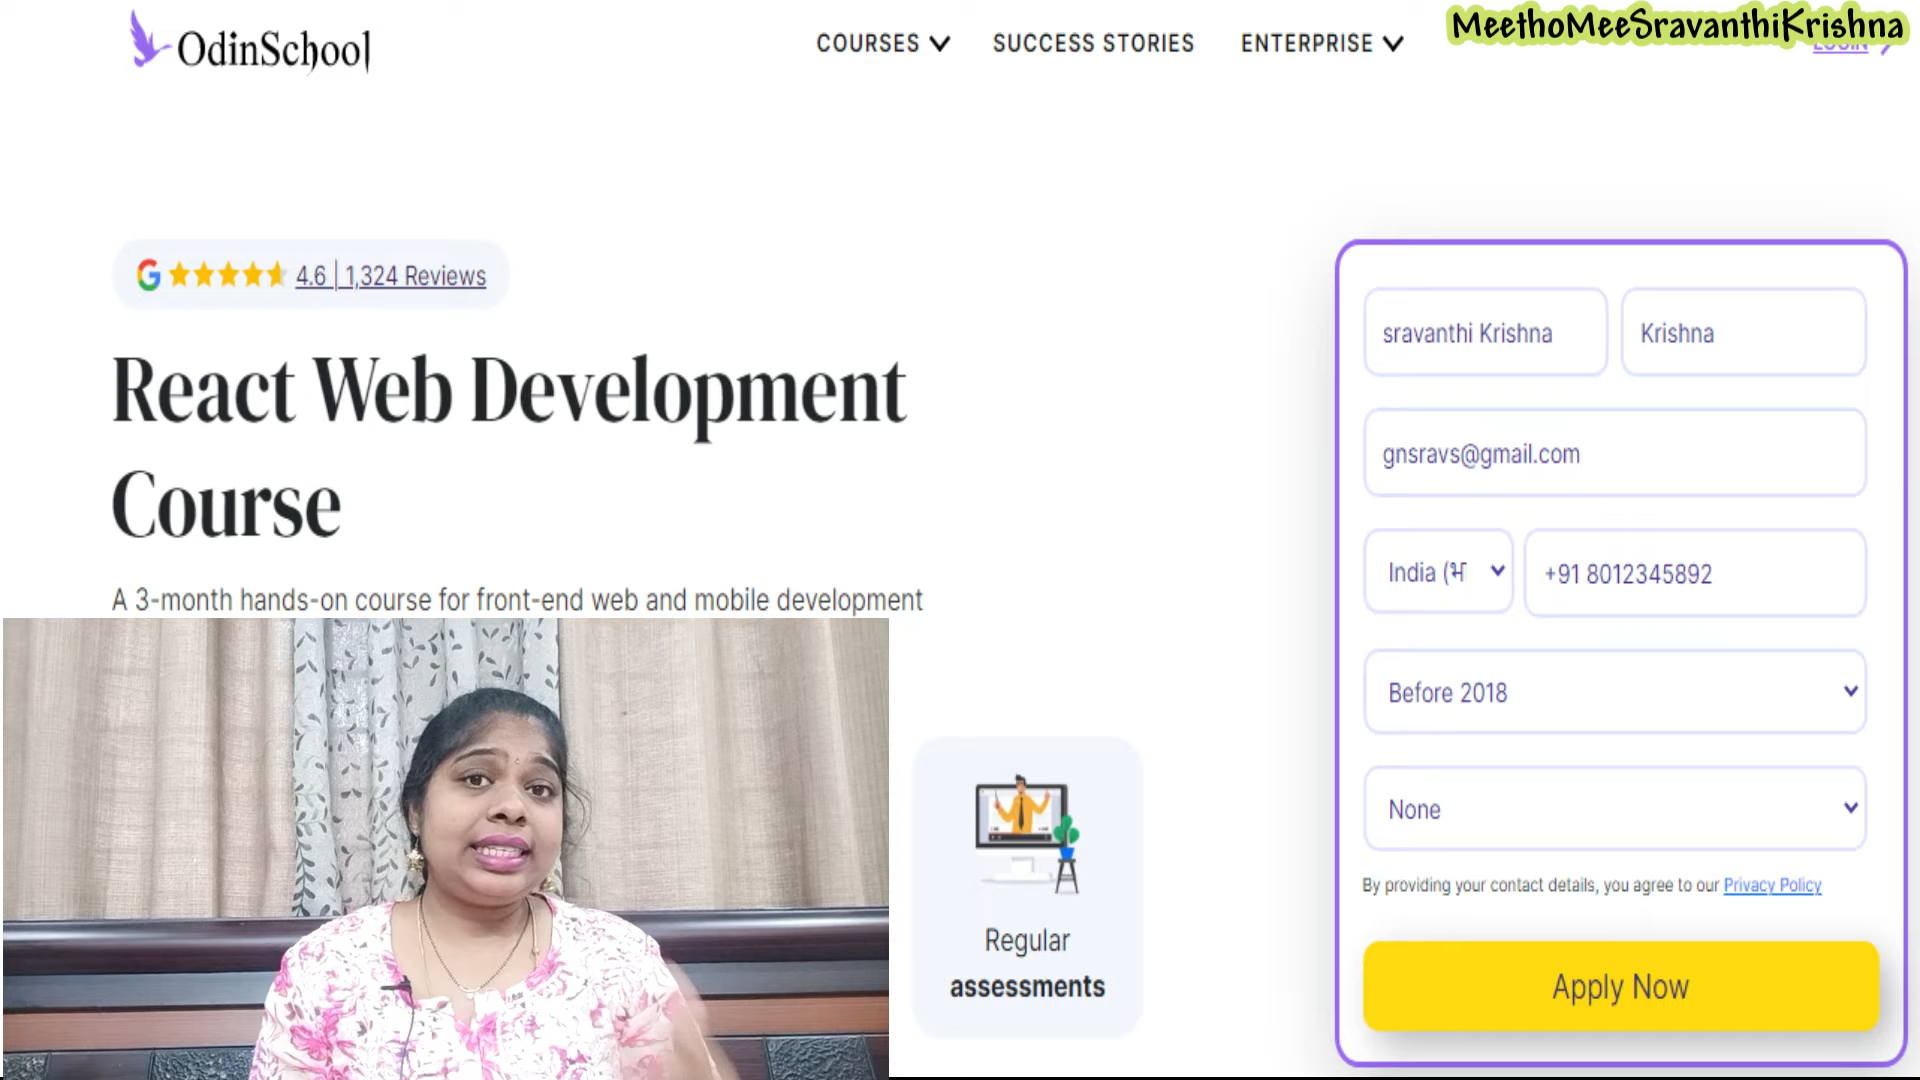 OdinSchool
COURSES
SUCCESS STORIES
ENTERPRISE
MeethoMeeSravanthiKrishna
LOGIN
4.6 | 1,324 Reviews
React Web Development
Course
A 3-month hands-on course for front-end web and mobile development
sravanthi Krishna
Krishna
gnsravs@gmail.com
India (भ
+91 8012345892
Before 2018
None
By providing your contact details, you agree to our Privacy Policy
Apply Now
Regular
assessments